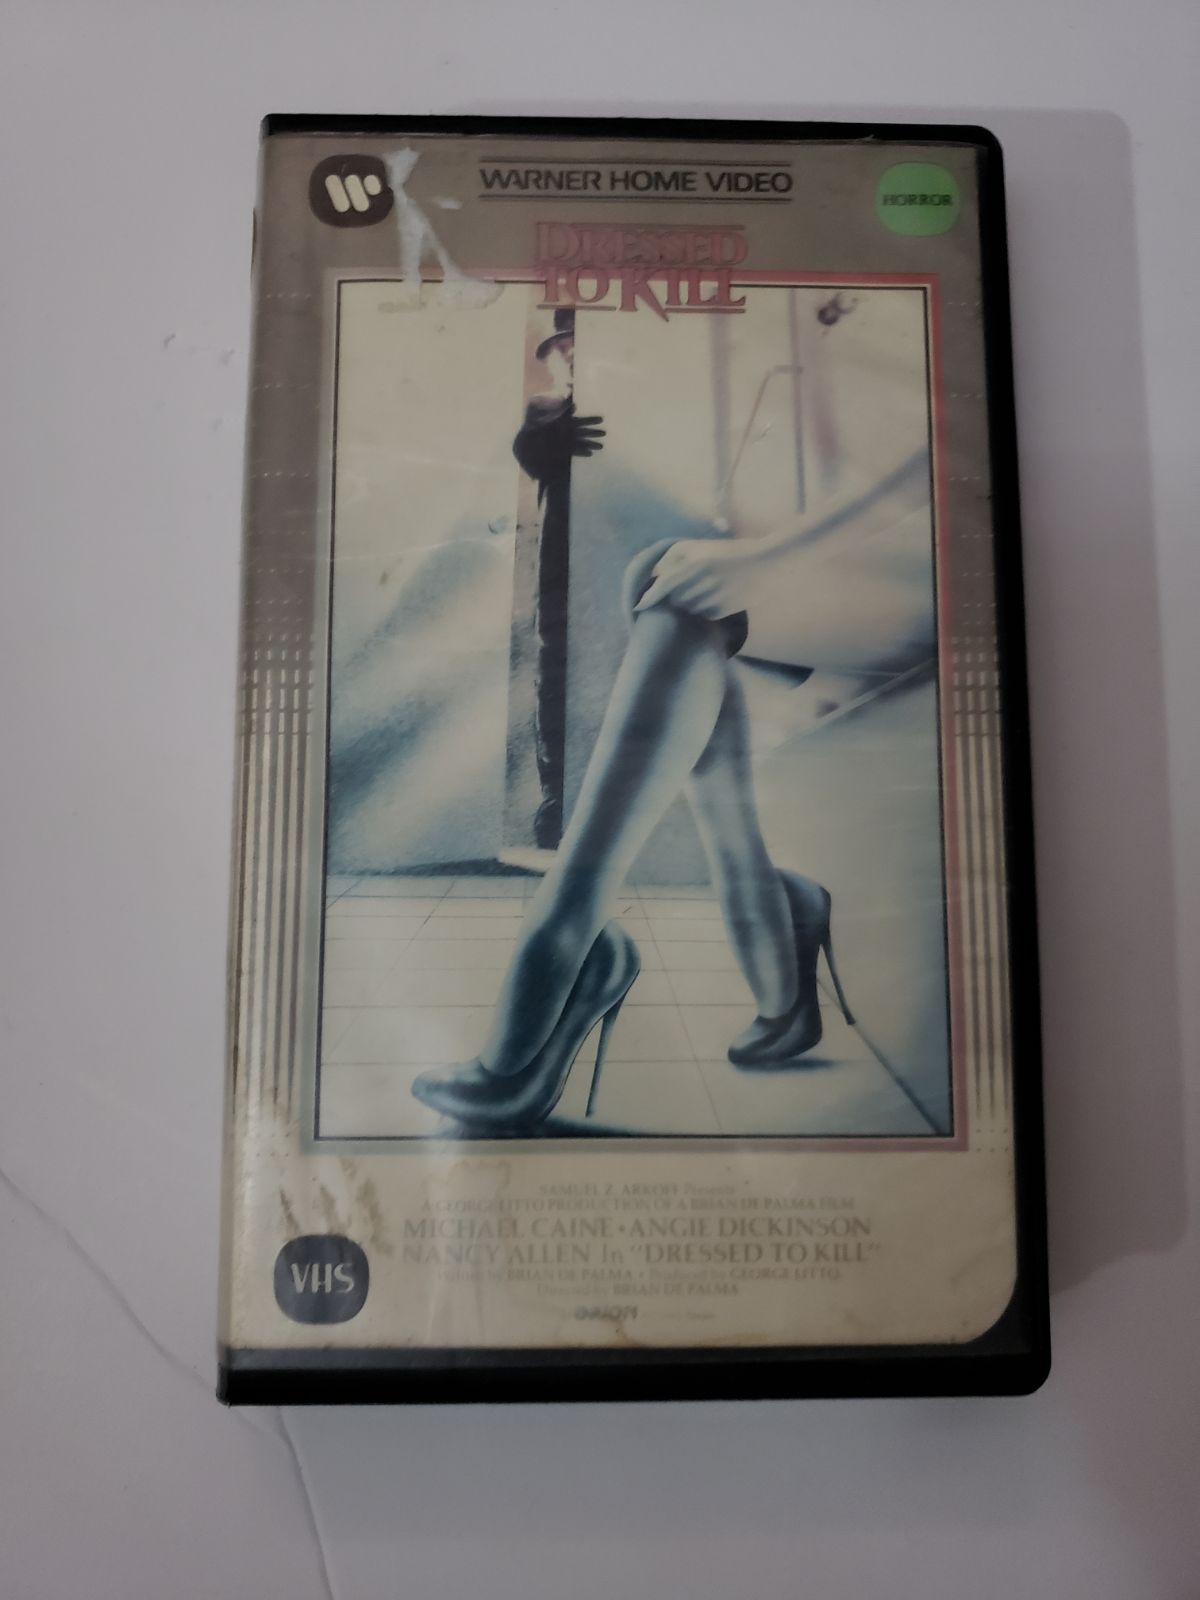 WARNER HOME VIDEO
HORROR
DRESSED
TO KILL
SAMUEL Z. ARKOFF Presents
A GEORGE LITTO PRODUCTION OF A BRIAN DE PALMA FILM
MICHAEL CAINE • ANGIE DICKINSON
NANCY ALLEN In "DRESSED TO KILL"
Written by BRIAN DE PALMA • Produced by GEORGE LITTO
Directed by BRIAN DE PALMA
ORION
VHS